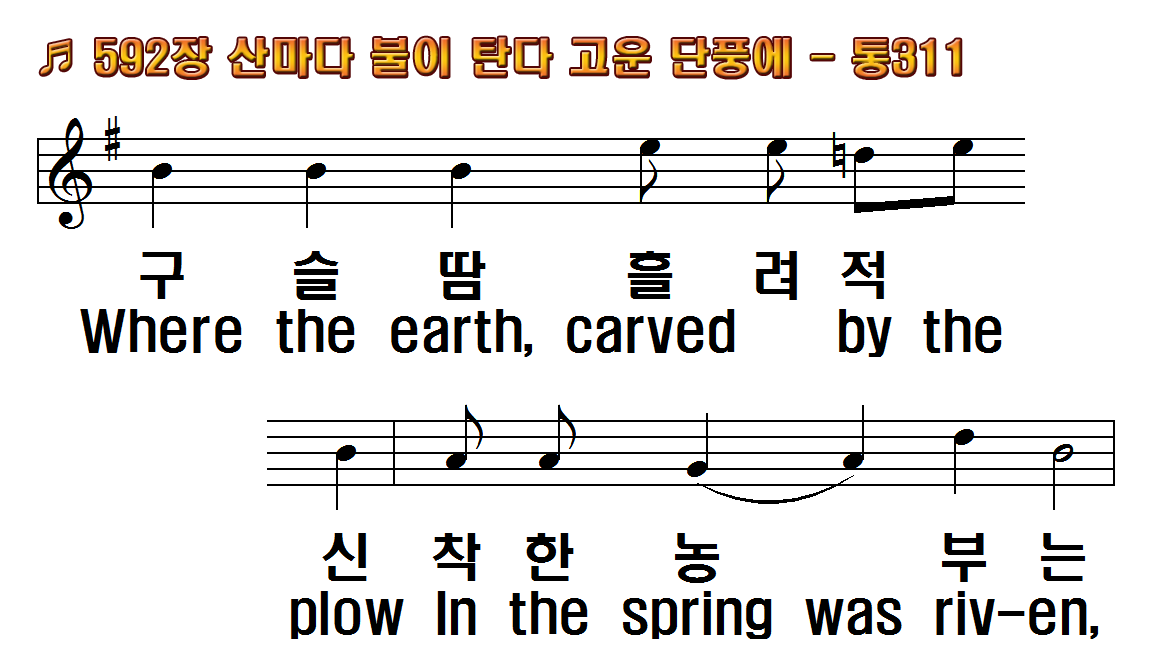 592장 산마다 불이 탄다 고운 단풍에 - 통311
구 슬 땀 흘 려 적
Where the earth, carved by the
신 착 한 농 부 는
plow In the spring was riv-en,